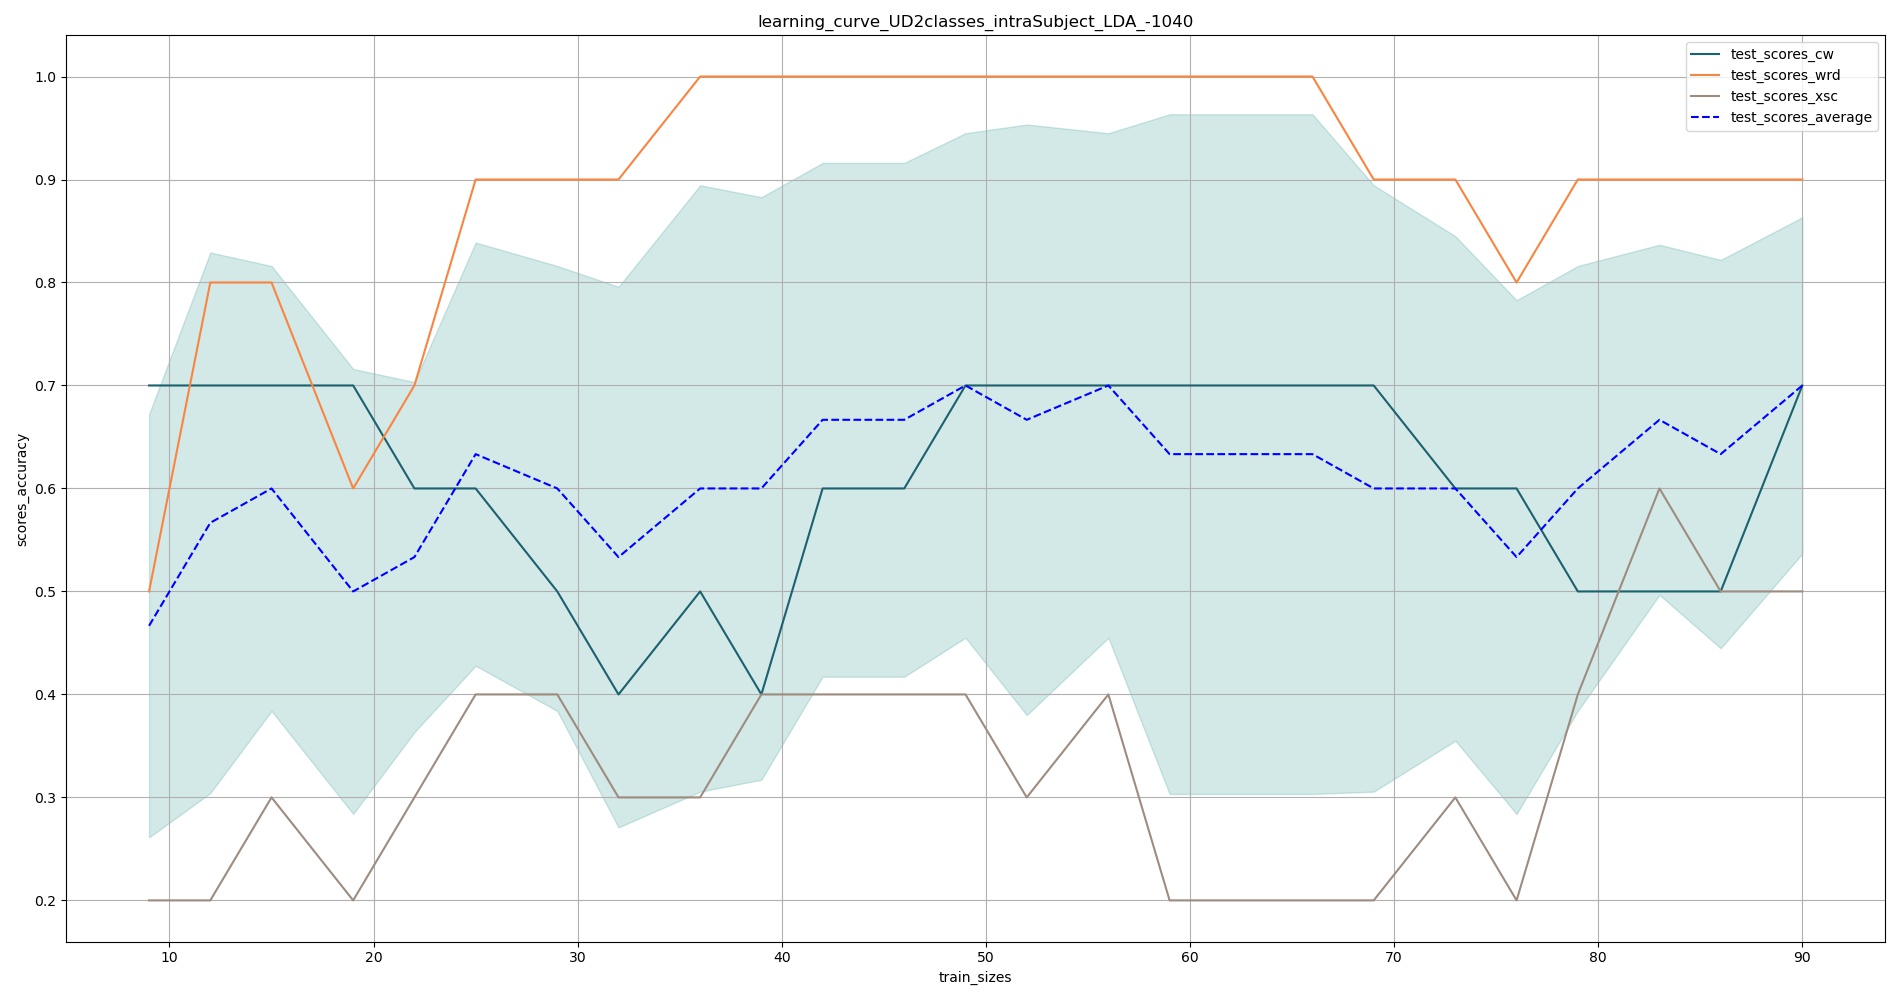 learning_curve_UD2classes_intraSubject_LDA_-1040
test_scores_cw
test_scores_wrd
test_scores_xsc
test_scores_average
scores_accuracy
1.0
0.9
0.8
0.7
0.6
0.5
0.4
0.3
0.2
10 20 30 40 50 60 70 80 90
train_sizes